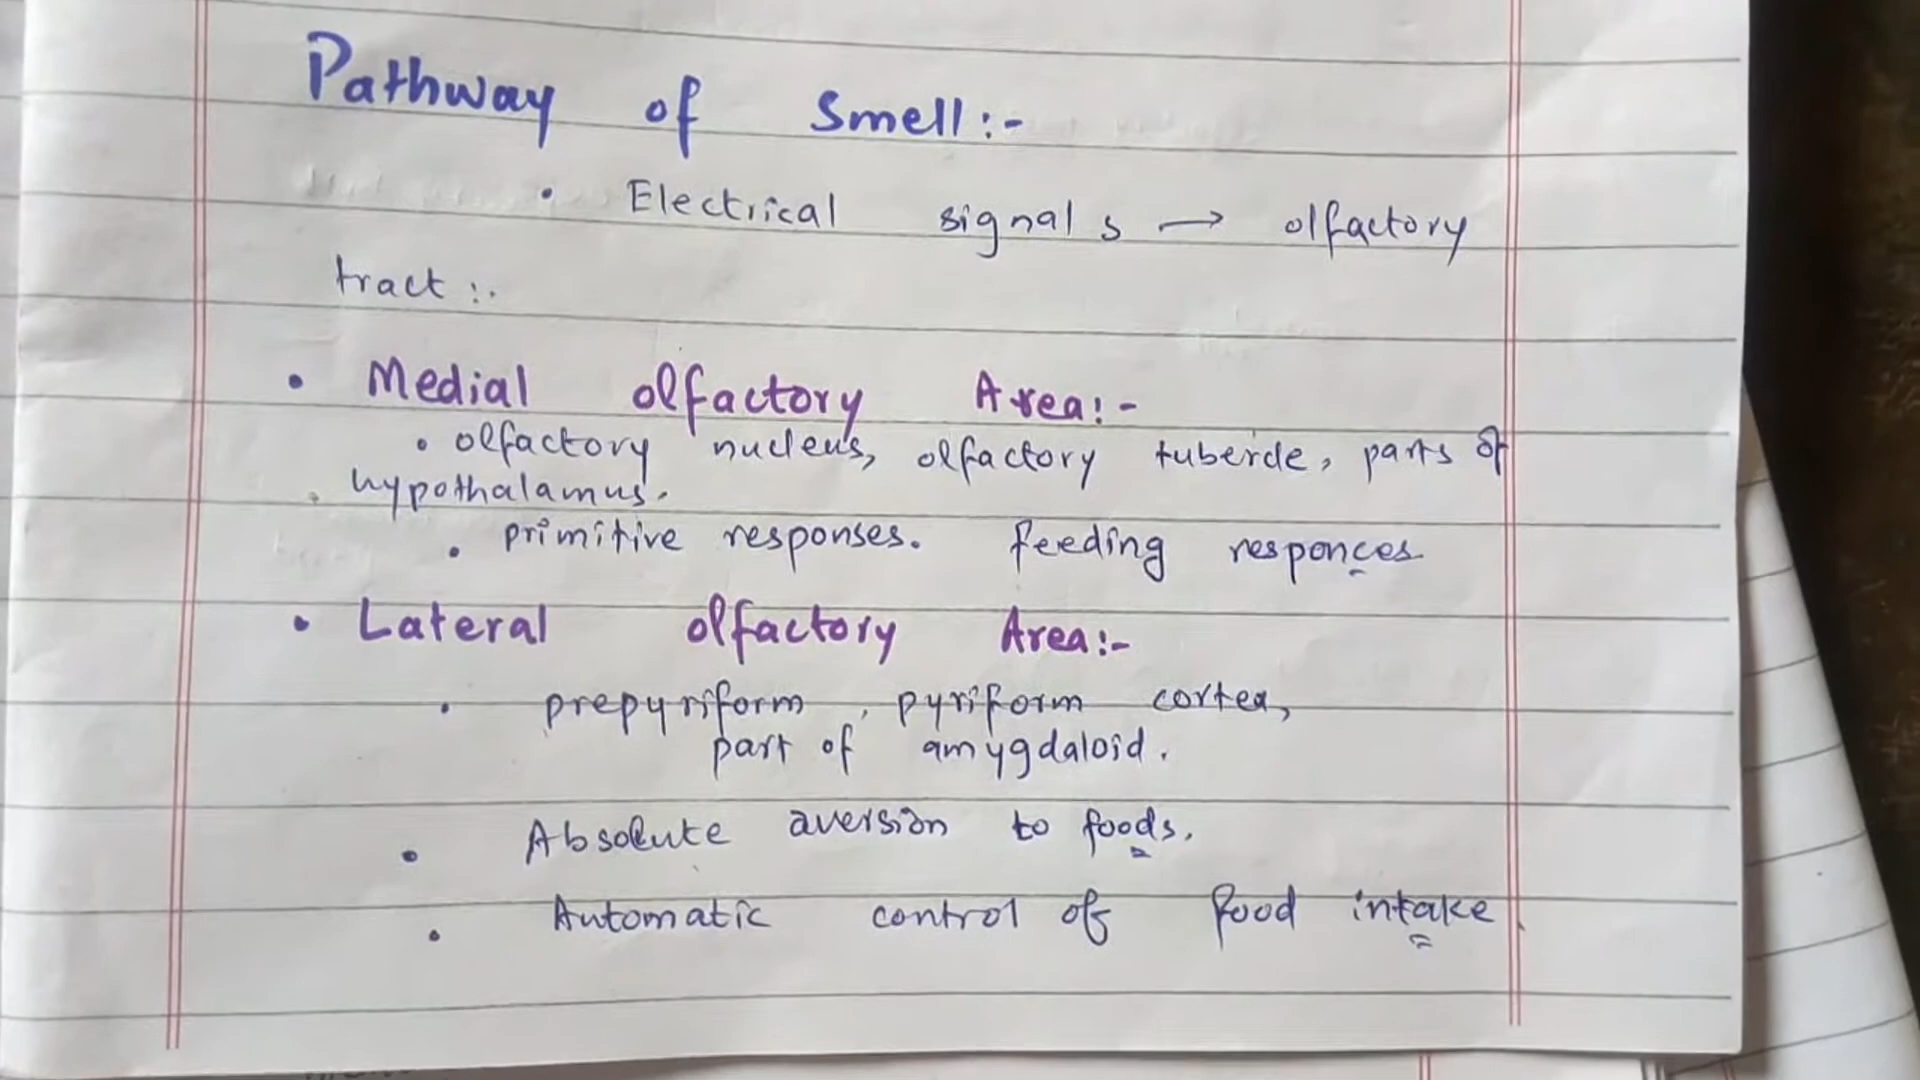 Pathway of Smell:-
• Electrical signals → olfactory
tract :.
• Medial olfactory Area:-
• olfactory nucleus, olfactory tubercle, parts of
hypothalamus.
• primitive responses. feeding responces
• Lateral olfactory Area:-
• prepyriform, pyriform cortex,
part of amygdaloid.
• Absolute aversion to foods.
• Automatic control of food intake.